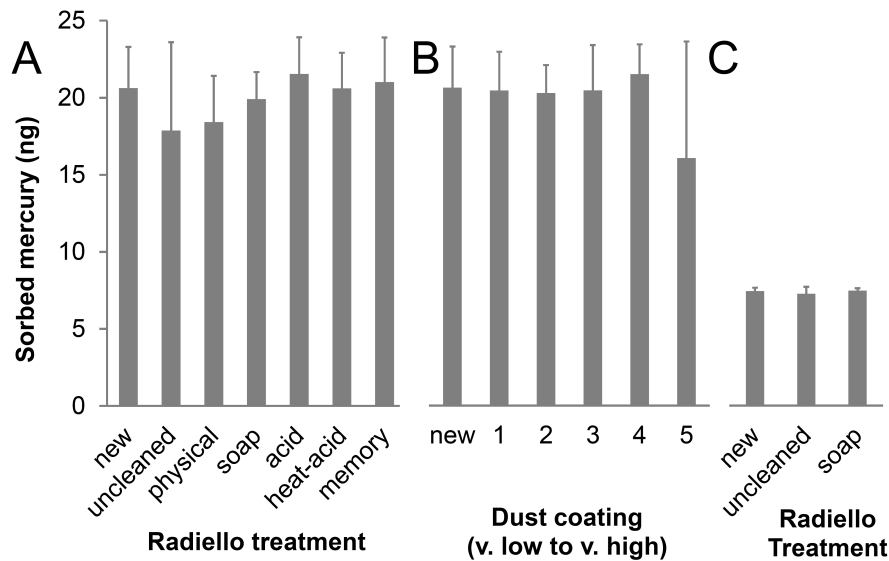 A
B
C
Sorbed mercury (ng)
25
20
15
10
5
0
new
uncleaned
physical
soap
acid
heat-acid
memory
Radiello treatment
new 1 2 3 4 5
Dust coating
(v. low to v. high)
new
uncleaned
soap
Radiello
Treatment